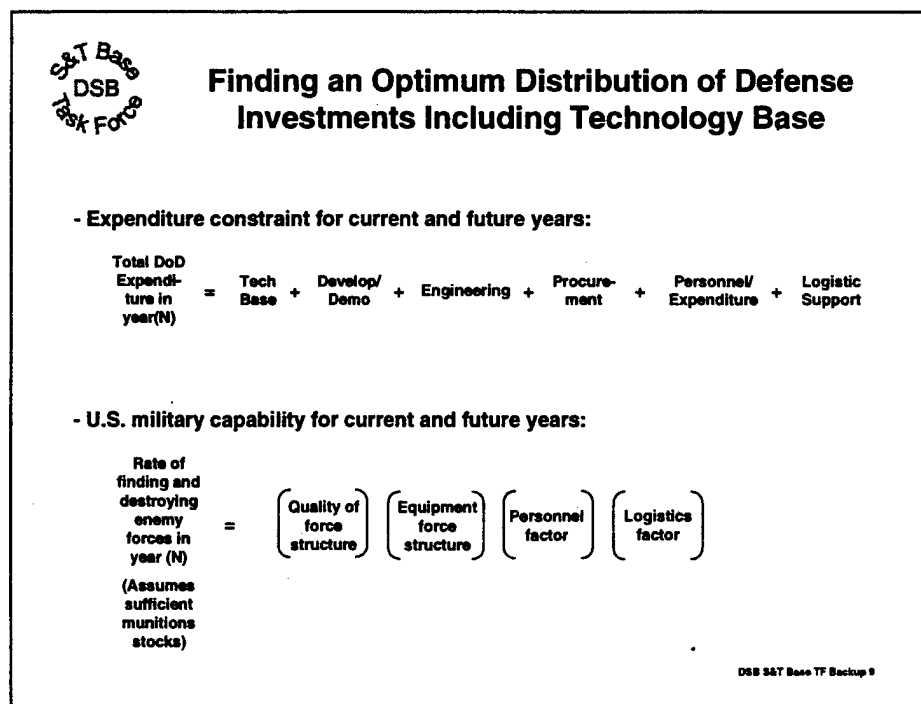 S&T Base
DSB
Task Force
Finding an Optimum Distribution of Defense
Investments Including Technology Base
- Expenditure constraint for current and future years:
Total DoD
Expendi-
ture in
year(N)
=
Tech
Base
+
Develop/
Demo
+
Engineering
+
Procure-
ment
+
Personnel/
Expenditure
+
Logistic
Support
- U.S. military capability for current and future years:
Rate of
finding and
destroying
enemy
forces in
year (N)
(Assumes
sufficient
munitions
stocks)
=
Quality of
force
structure
Equipment
force
structure
Personnel
factor
Logistics
factor
DSB S&T Base TF Backup 9